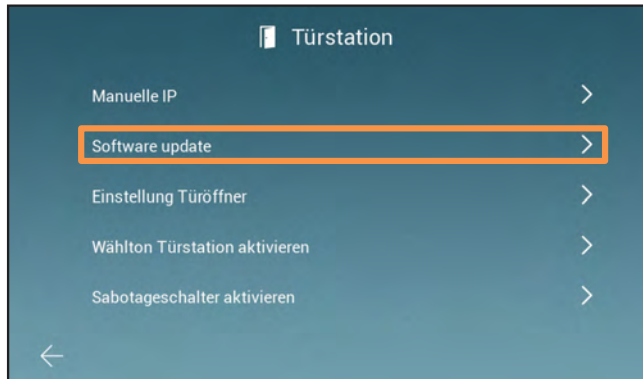 Türstation
Manuelle IP
Software update
Einstellung Türöffner
Wählton Türstation aktivieren
Sabotageschalter aktivieren